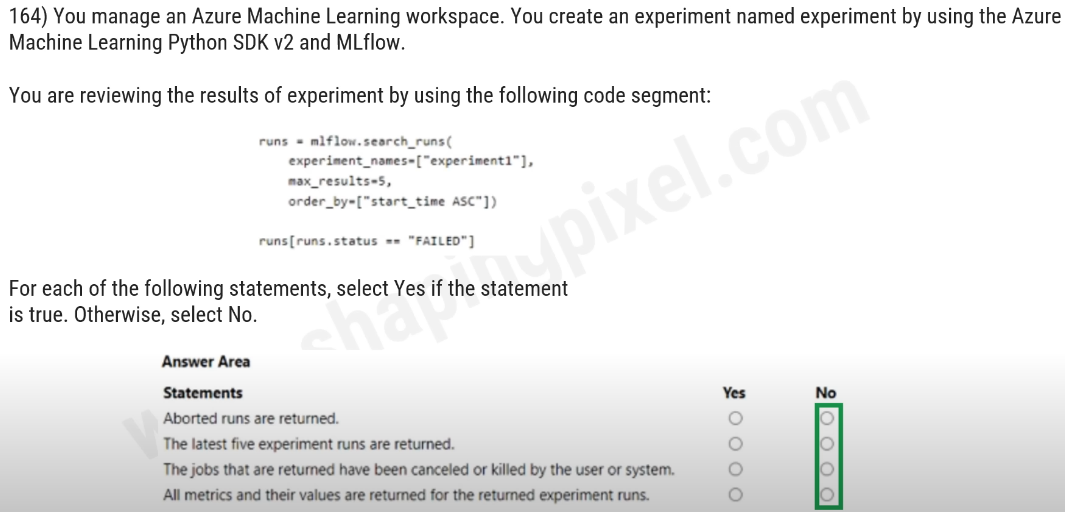 164) You manage an Azure Machine Learning workspace. You create an experiment named experiment by using the Azure
Machine Learning Python SDK v2 and MLflow.
You are reviewing the results of experiment by using the following code segment:
runs = mlflow.search_runs(
experiment_names=["experiment1"],
max_results=5,
order_by=["start_time ASC"])
runs[runs.status == "FAILED"]
For each of the following statements, select Yes if the statement
is true. Otherwise, select No.
Answer Area
Statements Yes No
Aborted runs are returned.
The latest five experiment runs are returned.
The jobs that are returned have been canceled or killed by the user or system.
All metrics and their values are returned for the returned experiment runs.
shapingpixel.com